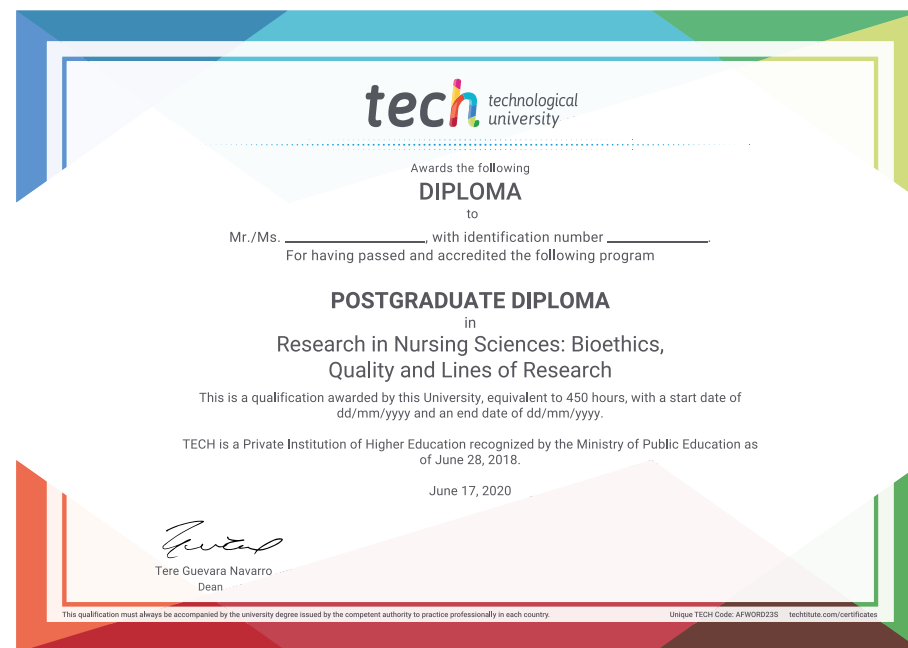 tech technological
university
Awards the following
DIPLOMA
to
Mr./Ms. ____________________, with identification number ______________.
For having passed and accredited the following program
POSTGRADUATE DIPLOMA
in
Research in Nursing Sciences: Bioethics,
Quality and Lines of Research
This is a qualification awarded by this University, equivalent to 450 hours, with a start date of
dd/mm/yyyy and an end date of dd/mm/yyyy.
TECH is a Private Institution of Higher Education recognized by the Ministry of Public Education as
of June 28, 2018.
June 17, 2020
Tere Guevara Navarro
Dean
This qualification must always be accompanied by the university degree issued by the competent authority to practice professionally in each country. Unique TECH Code: AFWORD23S techtitute.com/certificates